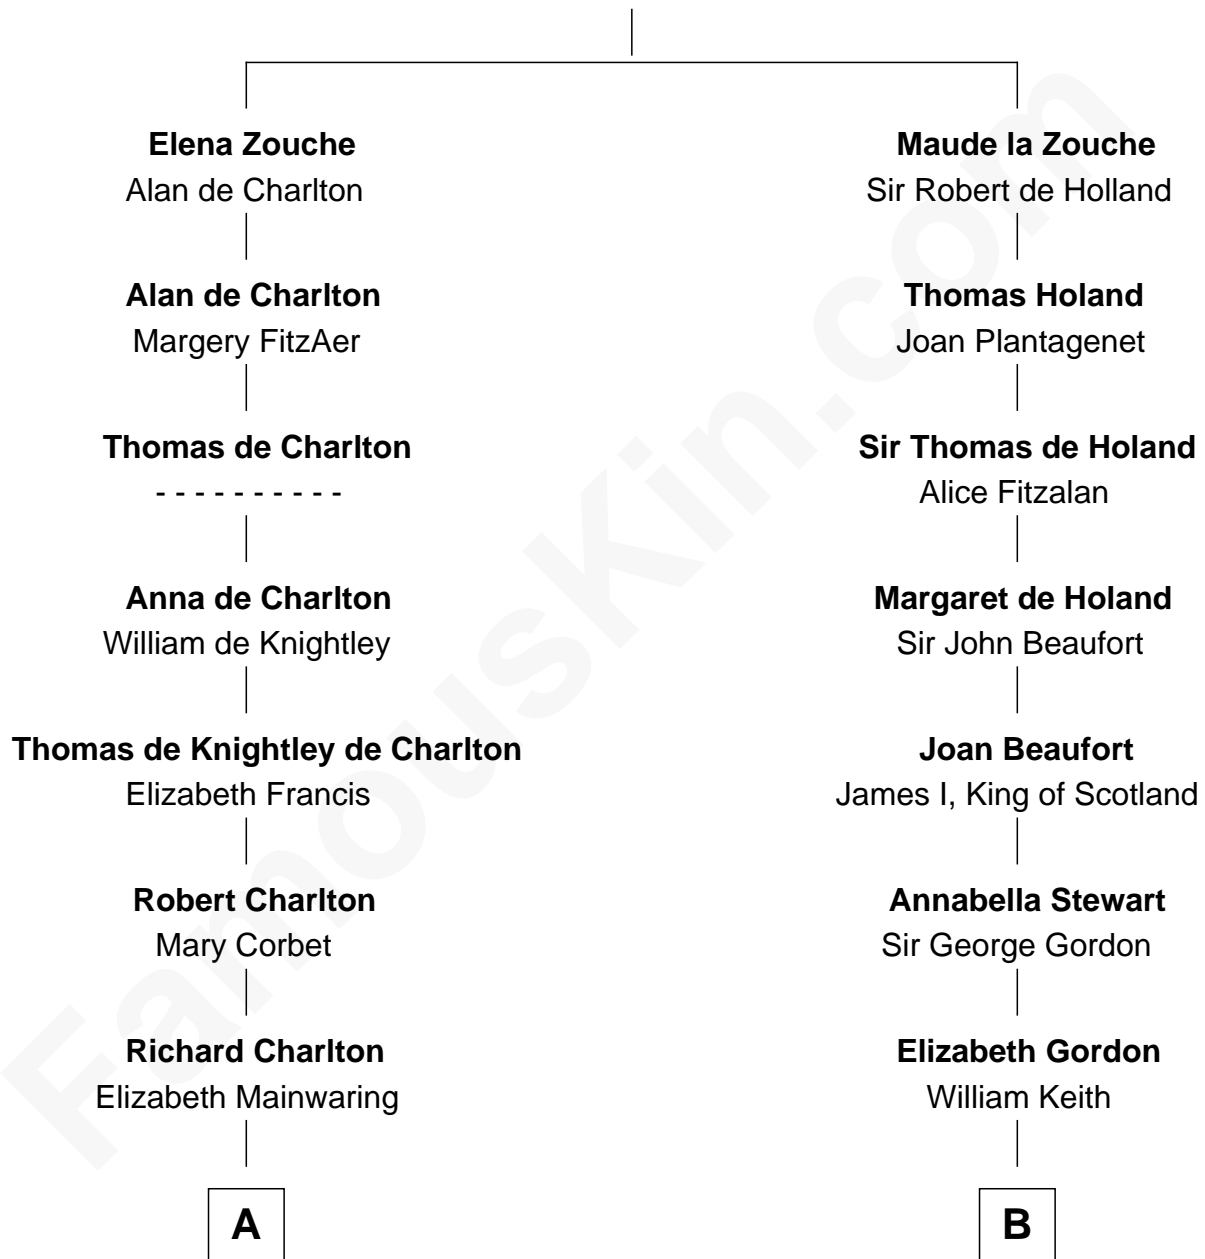 Elena Zouche
Alan de Charlton
Alan de Charlton
Margery FitzAer
Thomas de Charlton
- - - - - - - - - -
Anna de Charlton
William de Knightley
Thomas de Knightley de Charlton
Elizabeth Francis
Robert Charlton
Mary Corbet
Richard Charlton
Elizabeth Mainwaring
A
Maude la Zouche
Sir Robert de Holland
Thomas Holand
Joan Plantagenet
Sir Thomas de Holand
Alice Fitzalan
Margaret de Holand
Sir John Beaufort
Joan Beaufort
James I, King of Scotland
Annabella Stewart
Sir George Gordon
Elizabeth Gordon
William Keith
B
FamousKin.com